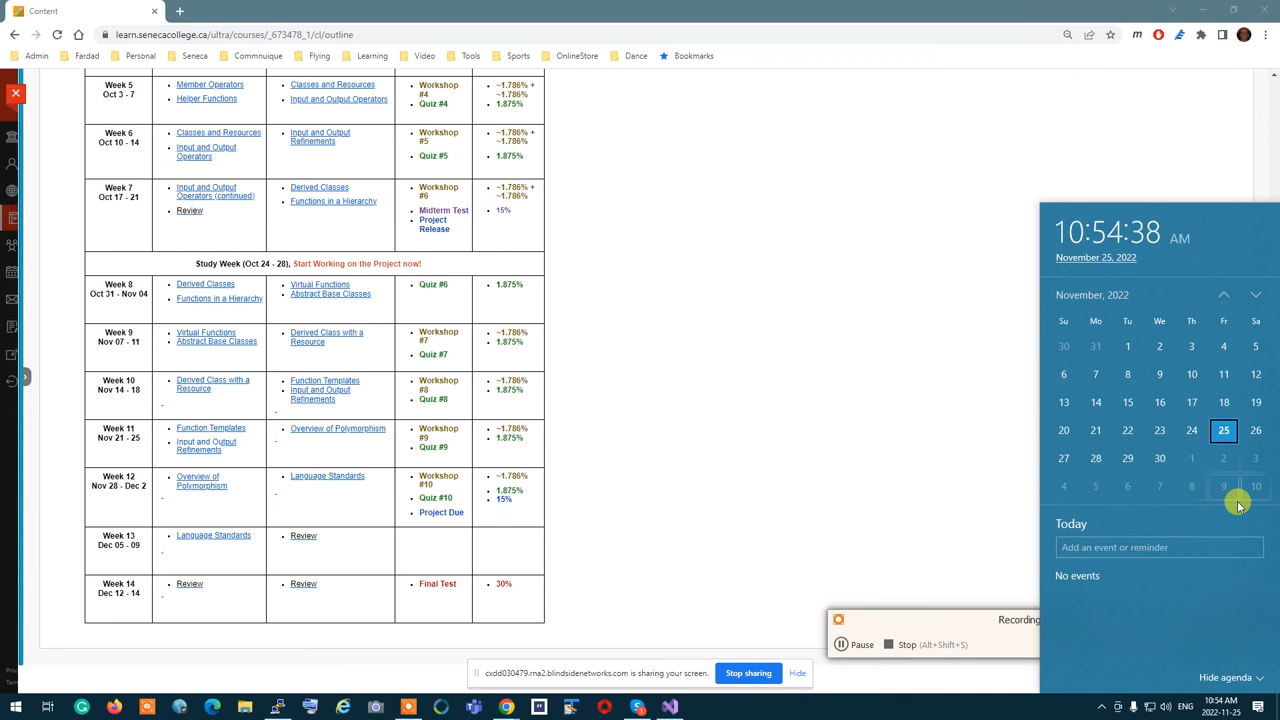 Content
learn.senecacollege.ca/ultra/courses/_673478_1/cl/outline
Admin Fardad Personal Seneca Commnuique Flying Learning Video Tools Sports OnlineStore Dance Bookmarks
Week 5
Oct 3 - 7
Member Operators
Helper Functions
Classes and Resources
Input and Output Operators
Workshop
#4
Quiz #4
~1.786% +
~1.786%
1.875%
Week 6
Oct 10 - 14
Classes and Resources
Input and Output
Operators
Input and Output
Refinements
Workshop
#5
Quiz #5
~1.786% +
~1.786%
1.875%
Week 7
Oct 17 - 21
Input and Output
Operators (continued)
Review
Derived Classes
Functions in a Hierarchy
Workshop
#6
Midterm Test
Project
Release
~1.786% +
~1.786%
15%
Study Week (Oct 24 - 28), Start Working on the Project now!
Week 8
Oct 31 - Nov 04
Derived Classes
Functions in a Hierarchy
Virtual Functions
Abstract Base Classes
Quiz #6
1.875%
Week 9
Nov 07 - 11
Virtual Functions
Abstract Base Classes
Derived Class with a
Resource
Workshop
#7
Quiz #7
~1.786%
1.875%
Week 10
Nov 14 - 18
Derived Class with a
Resource
Function Templates
Input and Output
Refinements
Workshop
#8
Quiz #8
~1.786%
1.875%
Week 11
Nov 21 - 25
Function Templates
Input and Output
Refinements
Overview of Polymorphism
Workshop
#9
Quiz #9
~1.786%
1.875%
Week 12
Nov 28 - Dec 2
Overview of
Polymorphism
Language Standards
Workshop
#10
Quiz #10
Project Due
~1.786%
1.875%
15%
Week 13
Dec 05 - 09
Language Standards
Review
Week 14
Dec 12 - 14
Review
Review
Final Test
30%
10:54:38 AM
November 25, 2022
November, 2022
Su Mo Tu We Th Fr Sa
30 31 1 2 3 4 5
6 7 8 9 10 11 12
13 14 15 16 17 18 19
20 21 22 23 24 25 26
27 28 29 30 1 2 3
4 5 6 7 8 9 10
Today
Add an event or reminder
No events
Hide agenda
Recording
Pause Stop (Alt+Shift+S)
cxdd030479.rna2.blindsidenetworks.com is sharing your screen. Stop sharing Hide
ENG
10:54 AM
2022-11-25